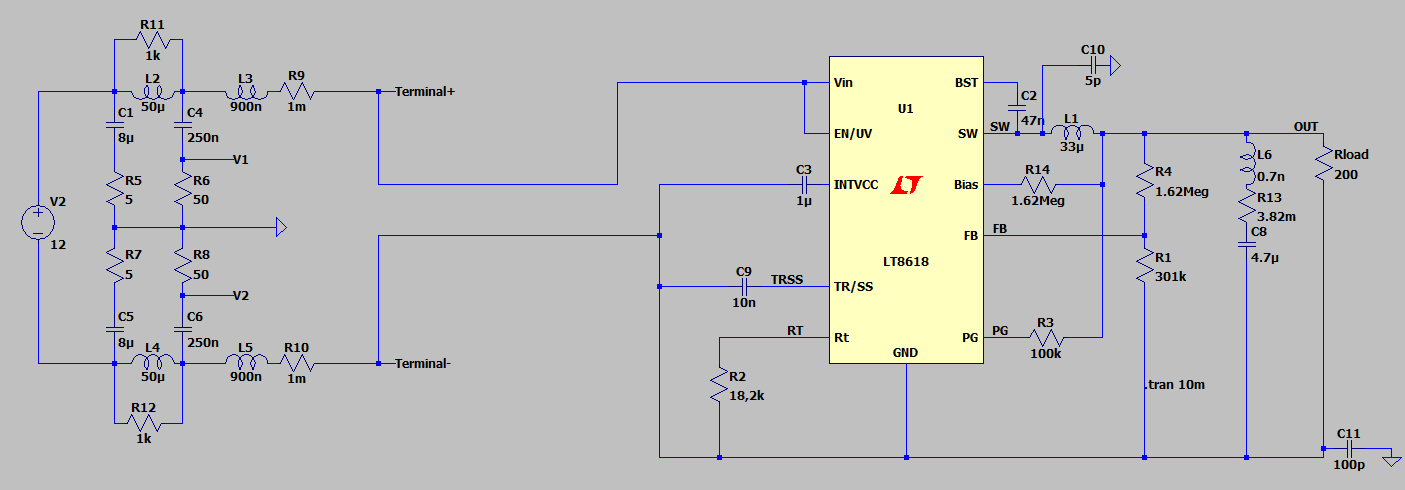 R11
1k
L2
50µ
L3
900n
R9
1m
Terminal+
C1
8µ
C4
250n
V1
R5
5
R6
50
V2
12
R7
5
R8
50
V2
C5
8µ
C6
250n
L4
50µ
L5
900n
R10
1m
Terminal-
R12
1k
C3
1µ
C9
10n
TRSS
RT
R2
18,2k
U1
LT8618
Vin
EN/UV
INTVCC
TR/SS
Rt
GND
BST
SW
Bias
FB
PG
C2
47n
C10
5p
SW
L1
33µ
R14
1.62Meg
FB
PG
R3
100k
R4
1.62Meg
R1
301k
.tran 10m
L6
0.7n
R13
3.82m
C8
4.7µ
OUT
Rload
200
C11
100p